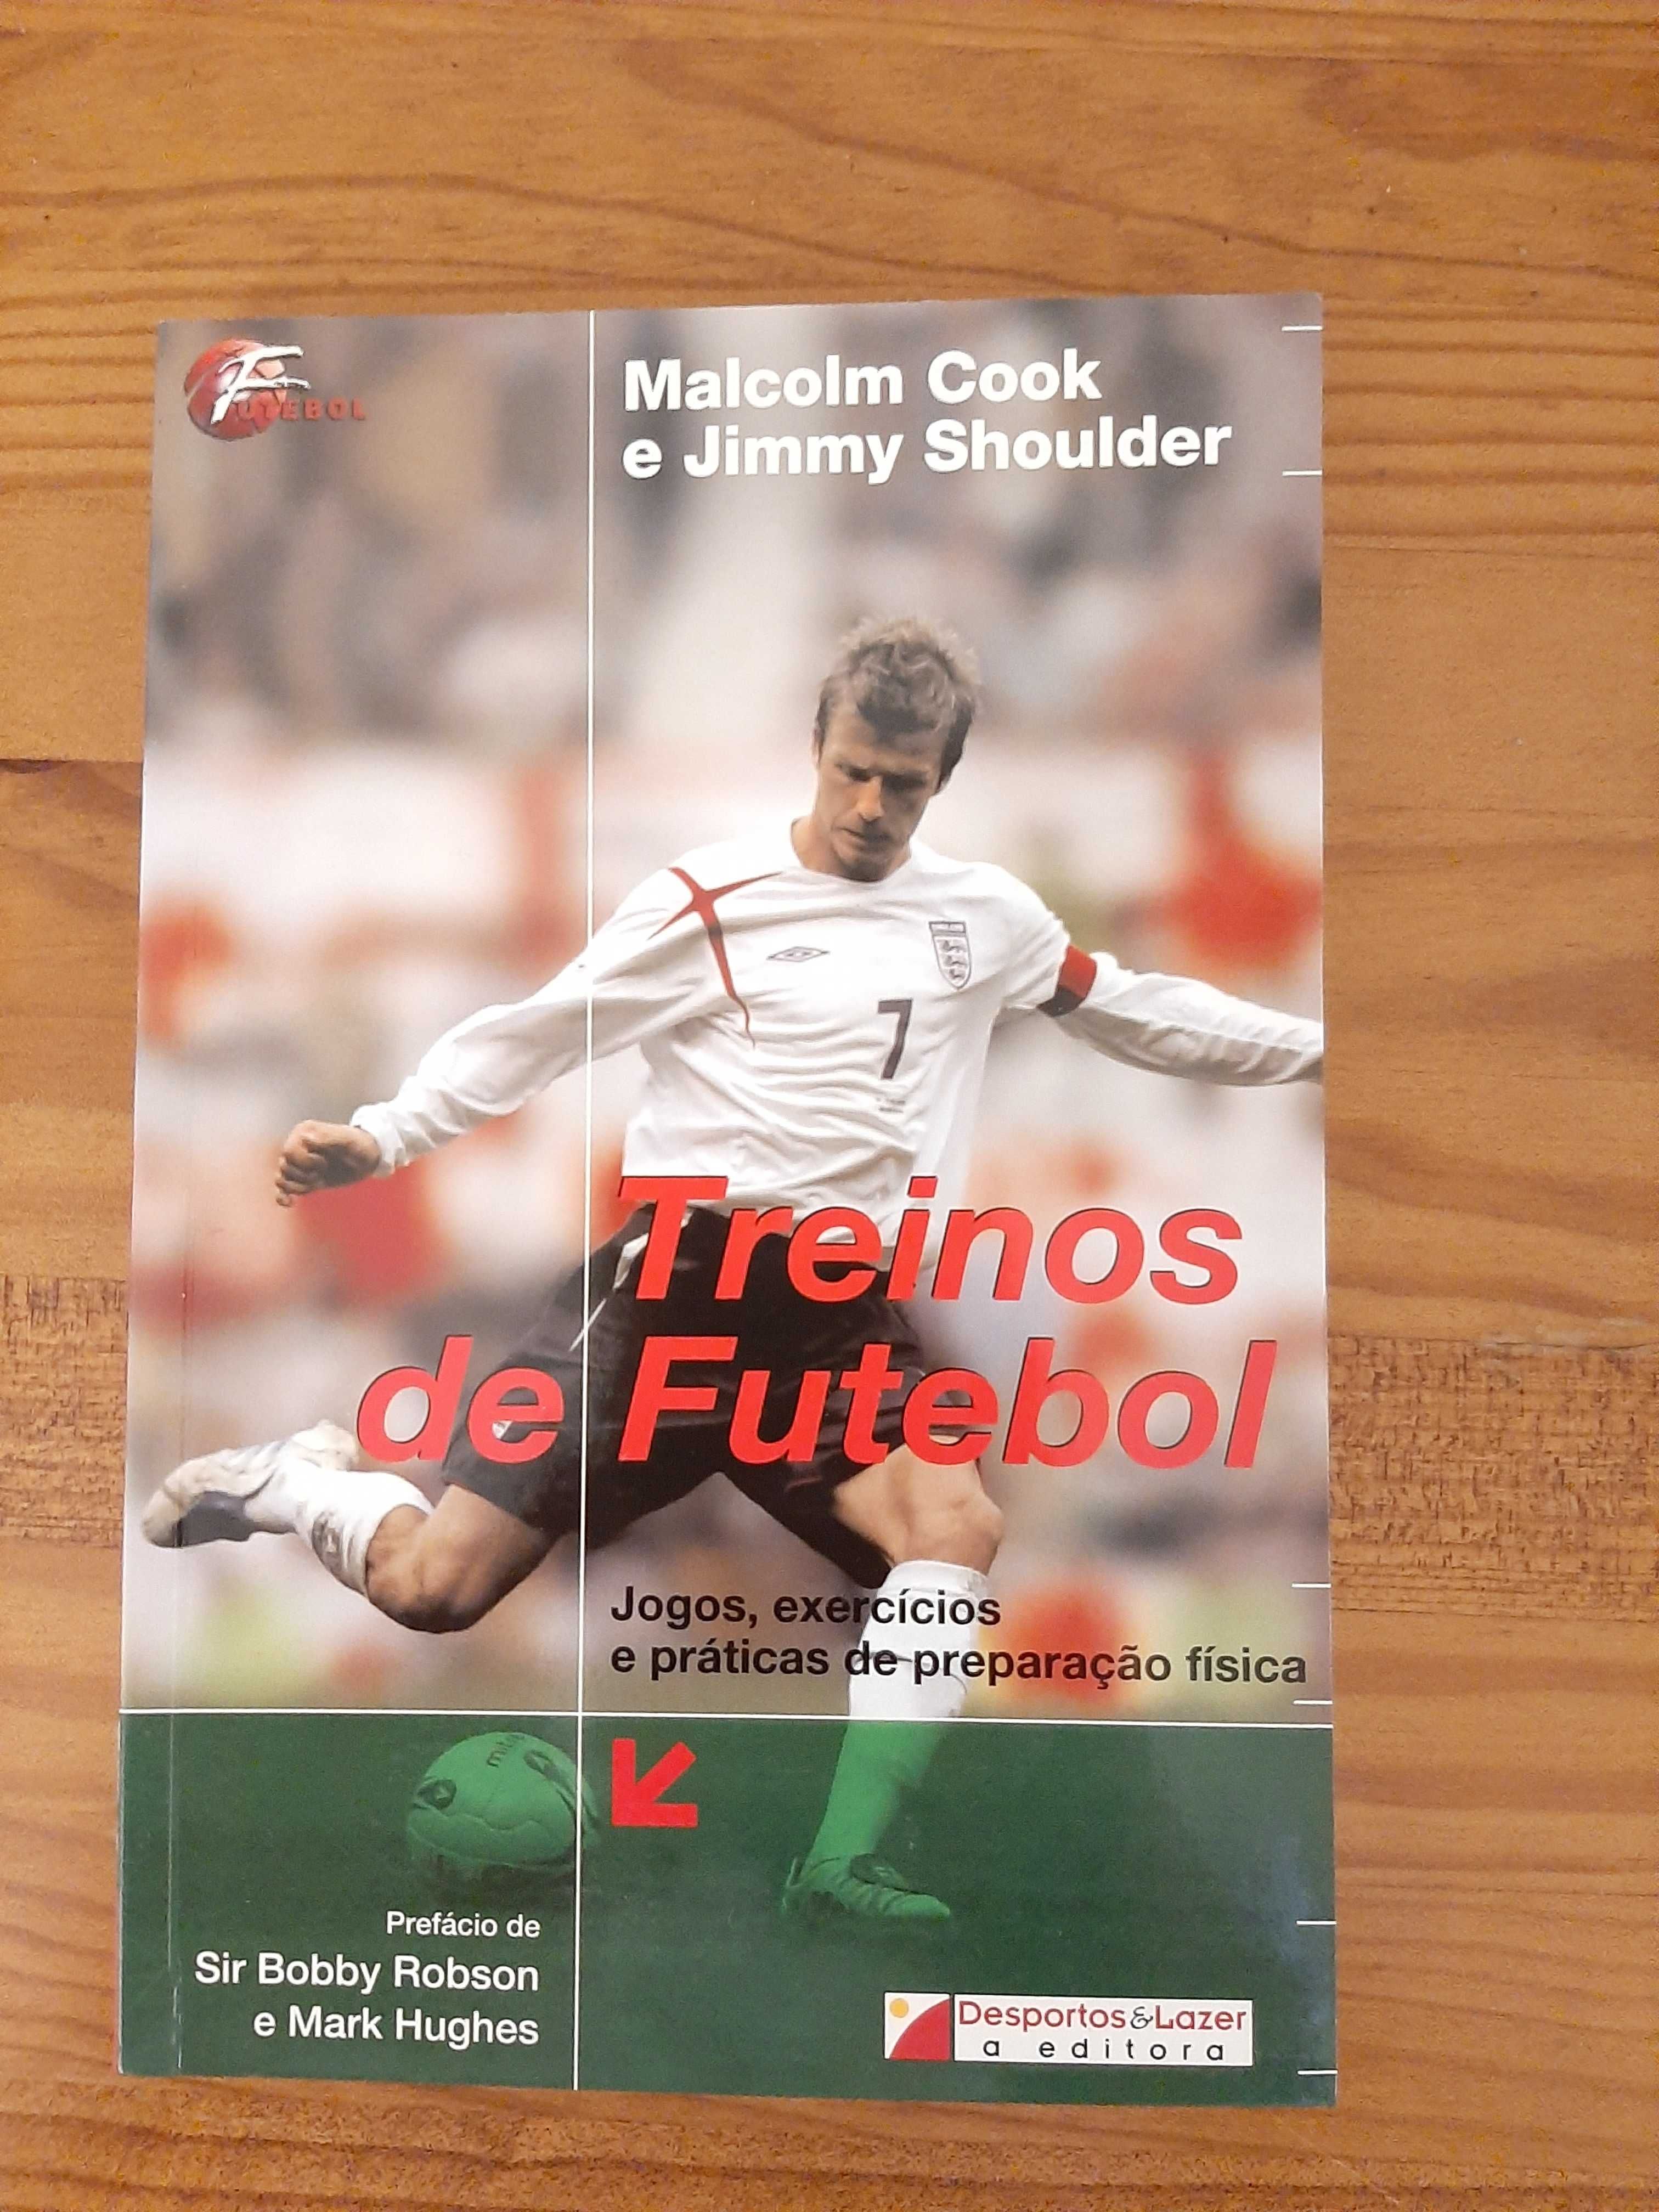 FUTEBOL
Malcolm Cook
e Jimmy Shoulder
7
Treinos
de Futebol
Jogos, exercícios
e práticas de preparação física
Prefácio de
Sir Bobby Robson
e Mark Hughes
Desportos&Lazer
a editora